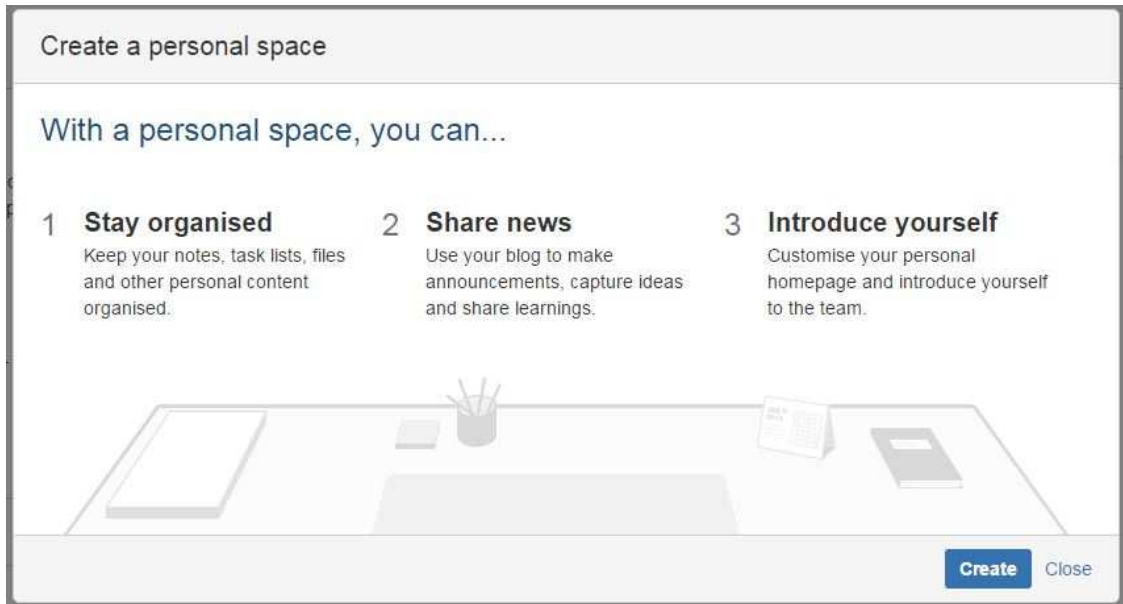 Create a personal space
With a personal space, you can...
1 Stay organised
Keep your notes, task lists, files
and other personal content
organised.
2 Share news
Use your blog to make
announcements, capture ideas
and share learnings.
3 Introduce yourself
Customise your personal
homepage and introduce yourself
to the team.
Create Close